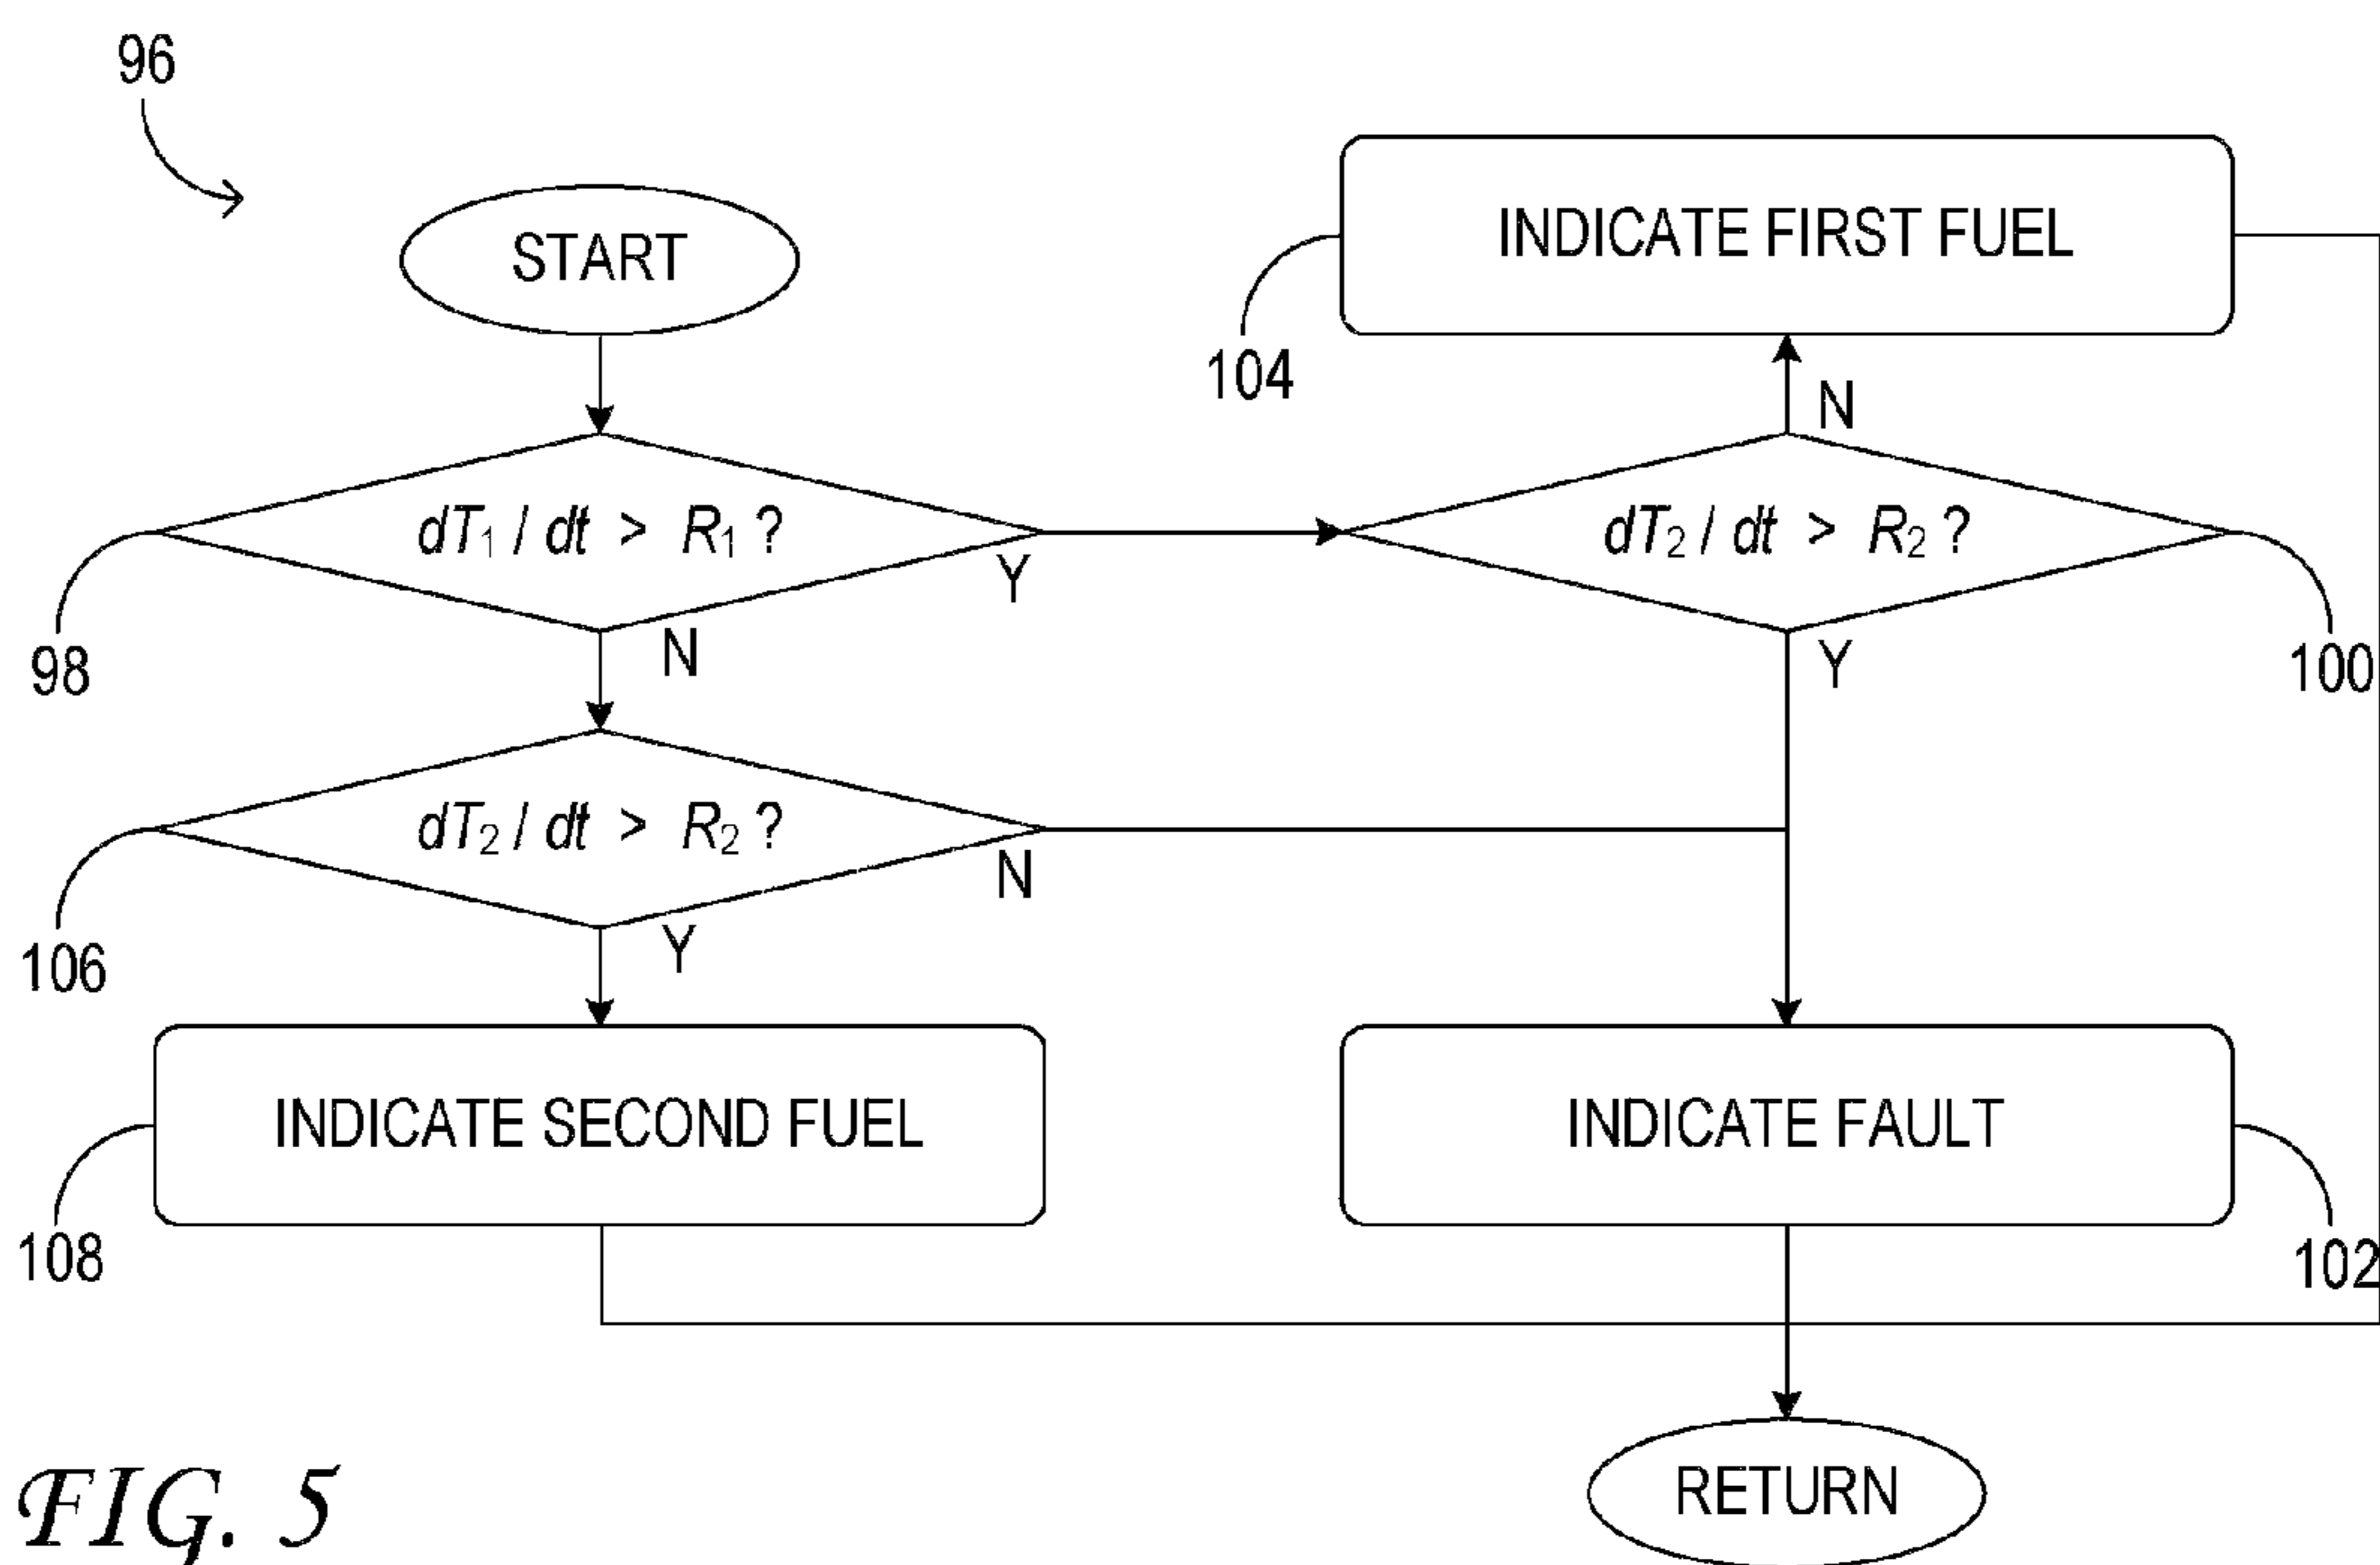 96
START
INDICATE FIRST FUEL
104
N
dT₁ / dt > R₁ ?
Y
dT₂ / dt > R₂ ?
98
N
Y
100
dT₂ / dt > R₂ ?
N
106
Y
INDICATE SECOND FUEL
INDICATE FAULT
108
102
RETURN
FIG. 5